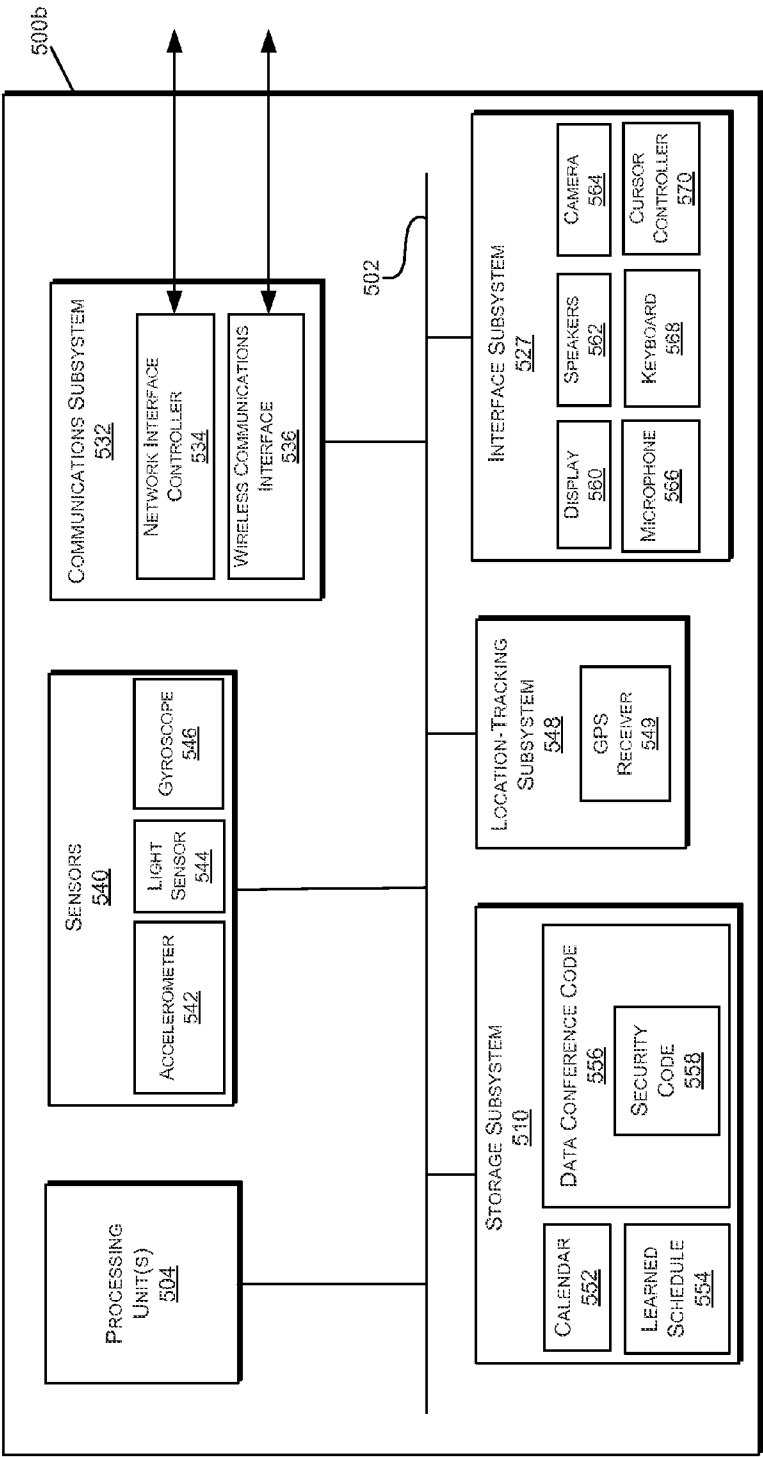 500b
PROCESSING
UNIT(S)
504
SENSORS
540
ACCELEROMETER
542
LIGHT
SENSOR
544
GYROSCOPE
546
COMMUNICATIONS SUBSYSTEM
532
NETWORK INTERFACE
CONTROLLER
534
WIRELESS COMMUNICATIONS
INTERFACE
536
502
STORAGE SUBSYSTEM
510
CALENDAR
552
LEARNED
SCHEDULE
554
DATA CONFERENCE CODE
556
SECURITY CODE
558
LOCATION-TRACKING
SUBSYSTEM
548
GPS
RECEIVER
549
INTERFACE SUBSYSTEM
527
DISPLAY
560
SPEAKERS
562
CAMERA
564
MICROPHONE
566
KEYBOARD
568
CURSOR
CONTROLLER
570